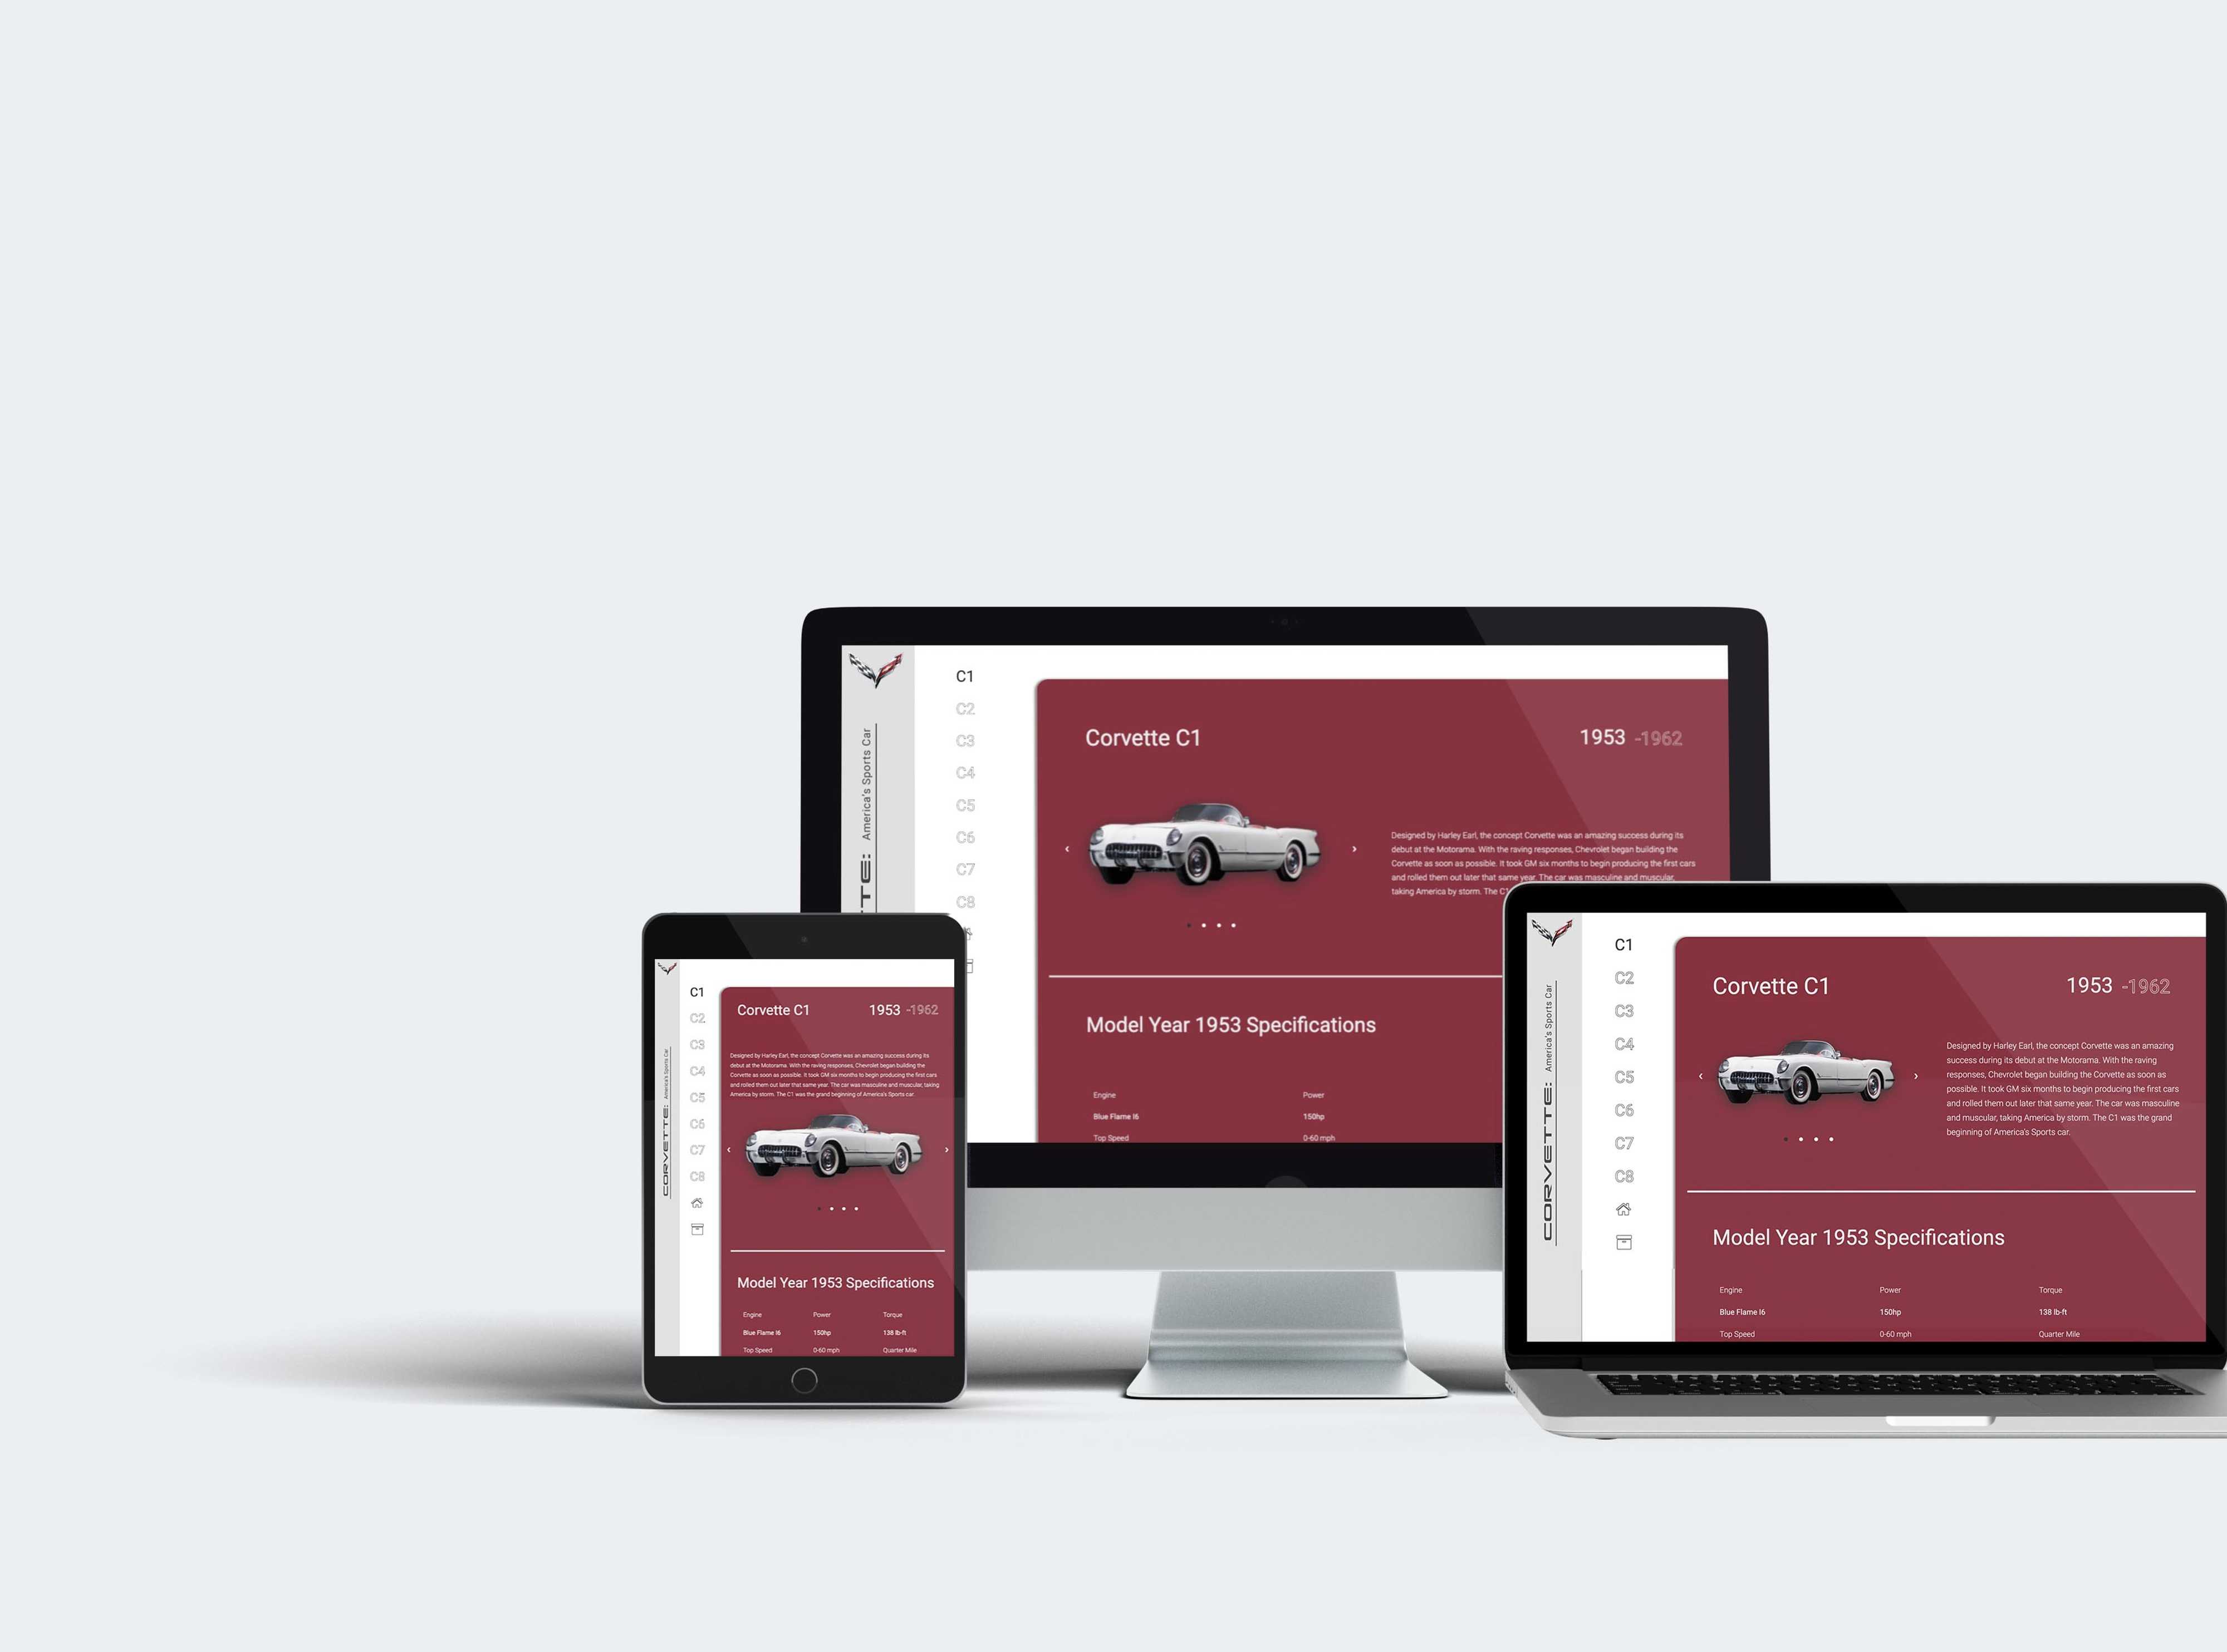 C1
C2
C3
C4
C5
C6
C7
C8
America's Sports Car
Corvette C1
1953 -1962
Designed by Harley Earl, the concept Corvette was an amazing success during its
debut at the Motorama. With the raving responses, Chevrolet began building the
Corvette as soon as possible. It took GM six months to begin producing the first cars
and rolled them out later that same year. The car was masculine and muscular,
taking America by storm. The C1
Model Year 1953 Specifications
Engine Power
Blue Flame I6 150hp
Top Speed 0-60 mph
CORVETTE: America's Sports Car
C1
C2
C3
C4
C5
C6
C7
C8
Corvette C1
1953 -1962
Designed by Harley Earl, the concept Corvette was an amazing success during its
debut at the Motorama. With the raving responses, Chevrolet began building the
Corvette as soon as possible. It took GM six months to begin producing the first cars
and rolled them out later that same year. The car was masculine and muscular, taking
America by storm. The C1 was the grand beginning of America's Sports car.
Model Year 1953 Specifications
Engine Power Torque
Blue Flame I6 150hp 138 lb-ft
Top Speed 0-60 mph Quarter Mile
CORVETTE: America's Sports Car
C1
C2
C3
C4
C5
C6
C7
C8
Corvette C1
1953 -1962
Designed by Harley Earl, the concept Corvette was an amazing
success during its debut at the Motorama. With the raving
responses, Chevrolet began building the Corvette as soon as
possible. It took GM six months to begin producing the first cars
and rolled them out later that same year. The car was masculine
and muscular, taking America by storm. The C1 was the grand
beginning of America's Sports car.
Model Year 1953 Specifications
Engine Power Torque
Blue Flame I6 150hp 138 lb-ft
Top Speed 0-60 mph Quarter Mile